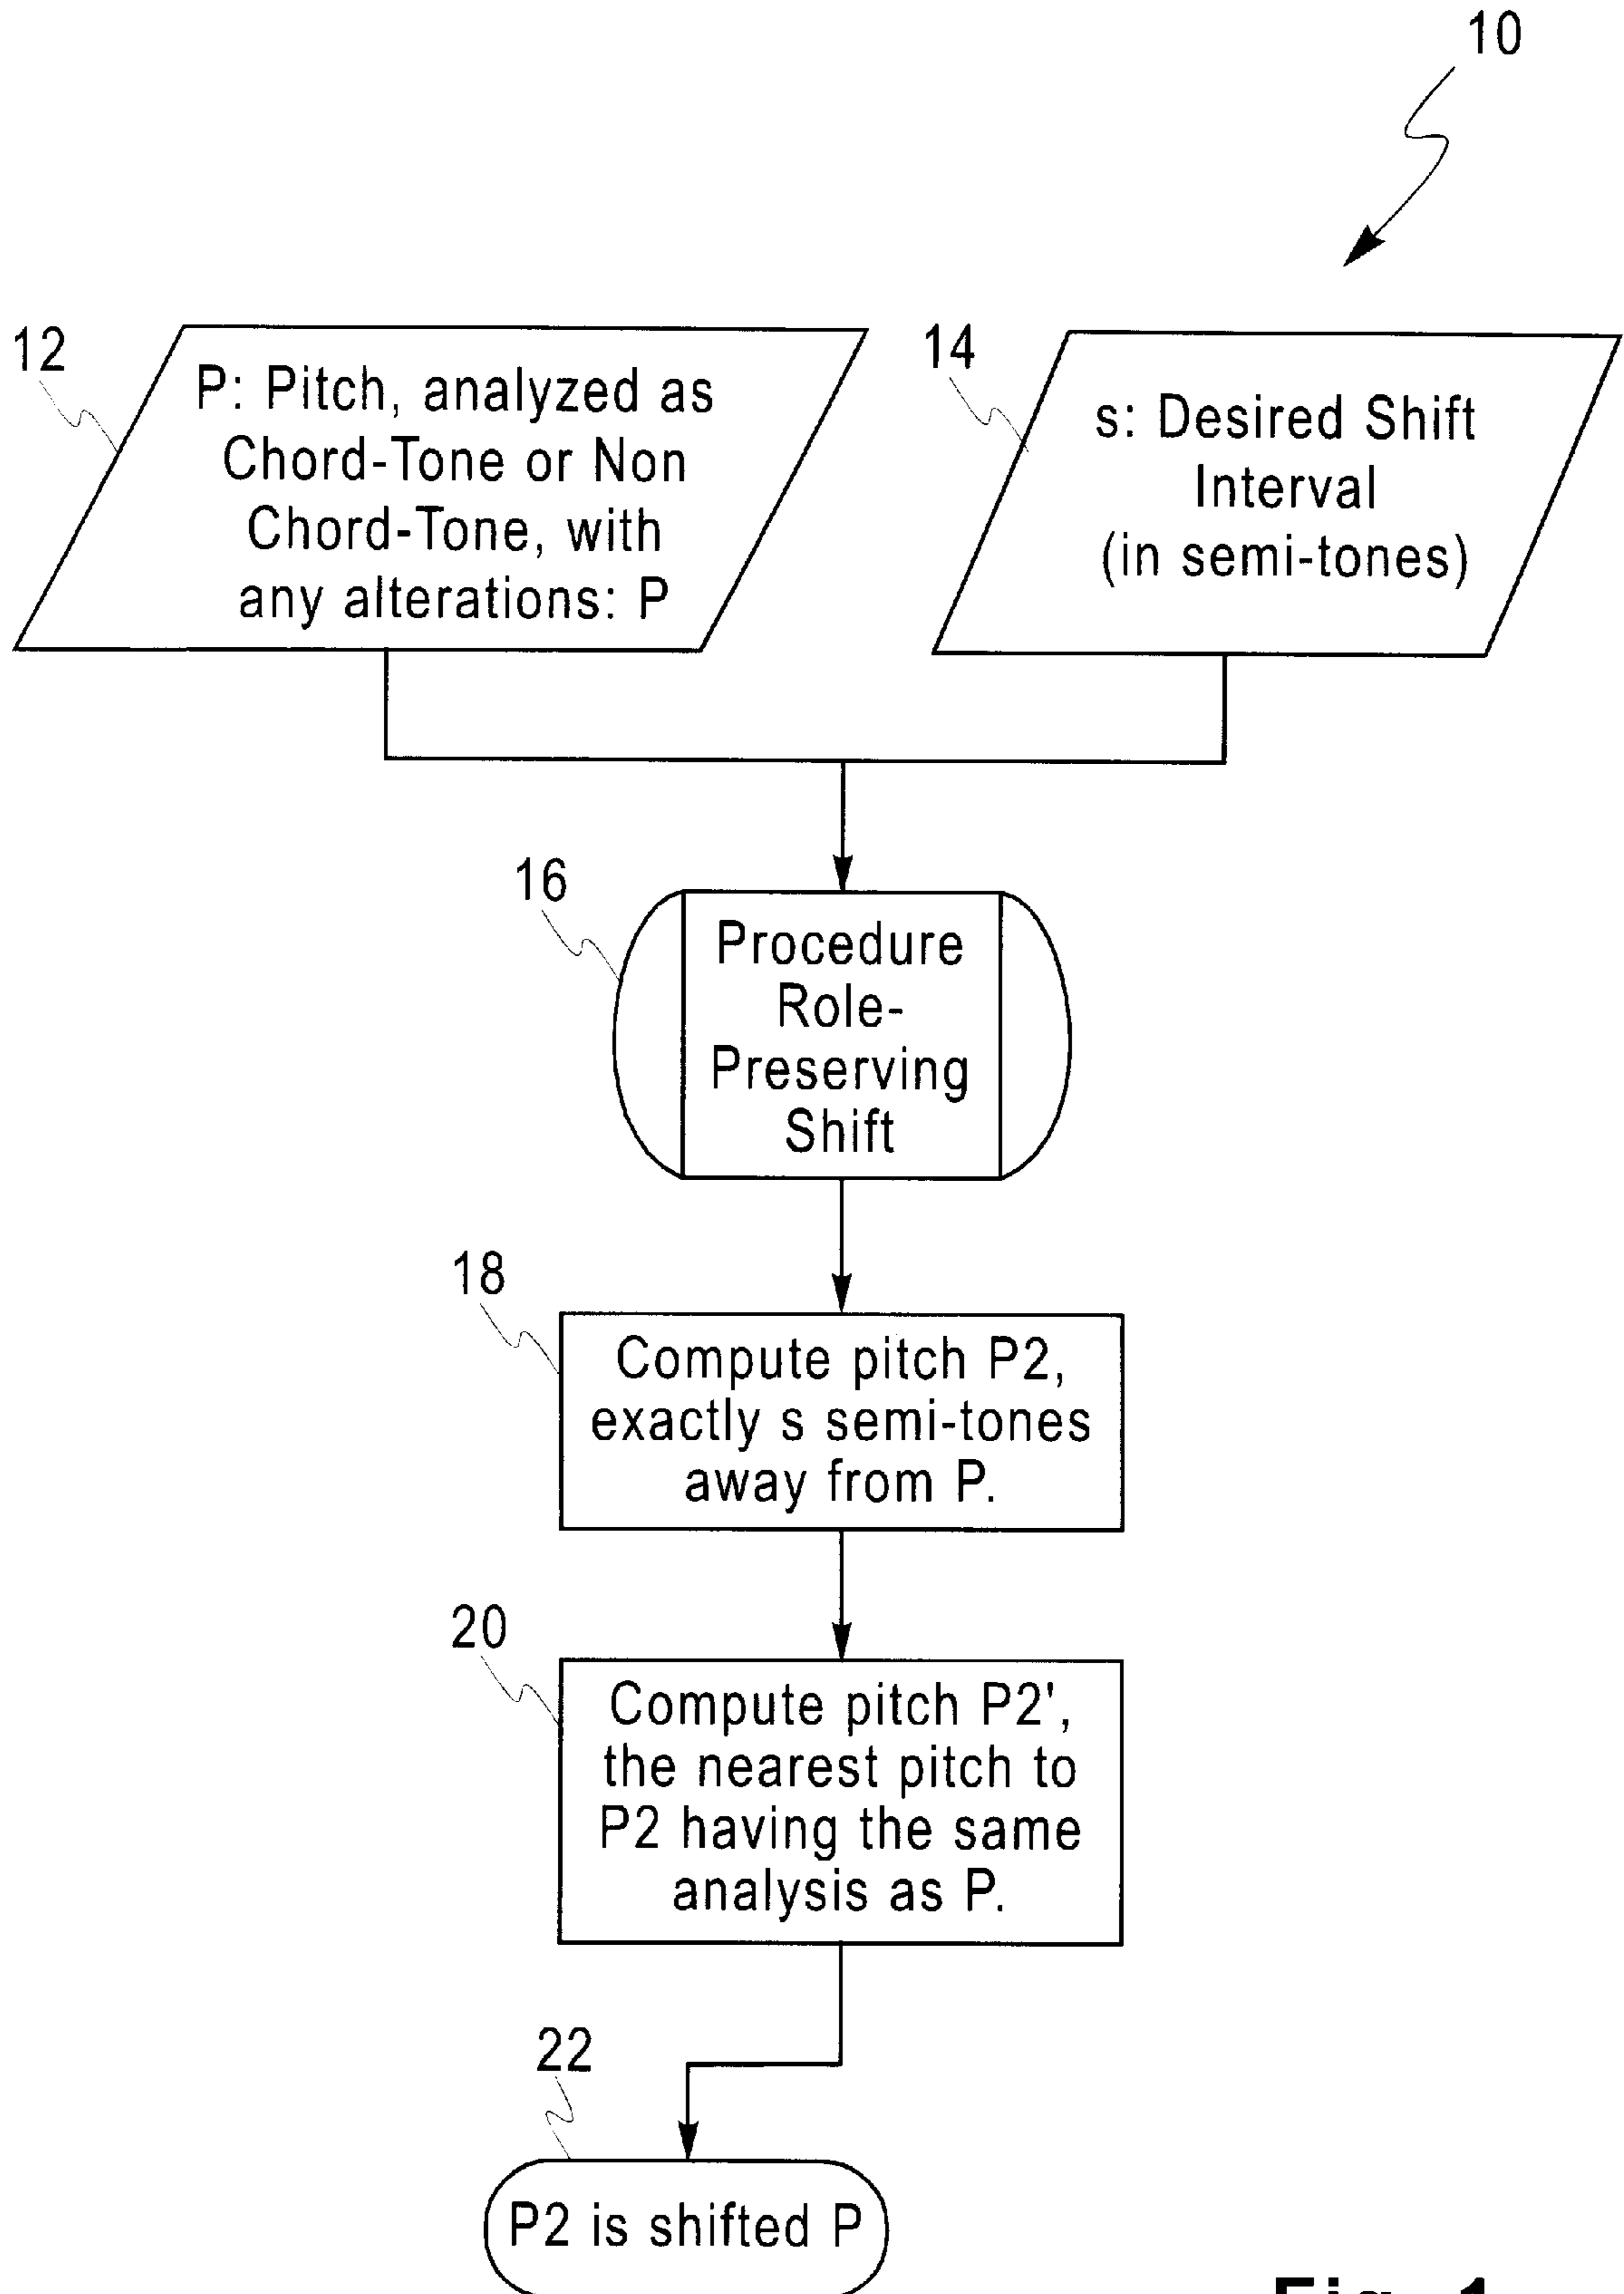 10
12
P: Pitch, analyzed as
Chord-Tone or Non
Chord-Tone, with
any alterations: P
14
s: Desired Shift
Interval
(in semi-tones)
16
Procedure
Role-
Preserving
Shift
18
Compute pitch P2,
exactly s semi-tones
away from P.
20
Compute pitch P2',
the nearest pitch to
P2 having the same
analysis as P.
22
P2 is shifted P
Fig. 1